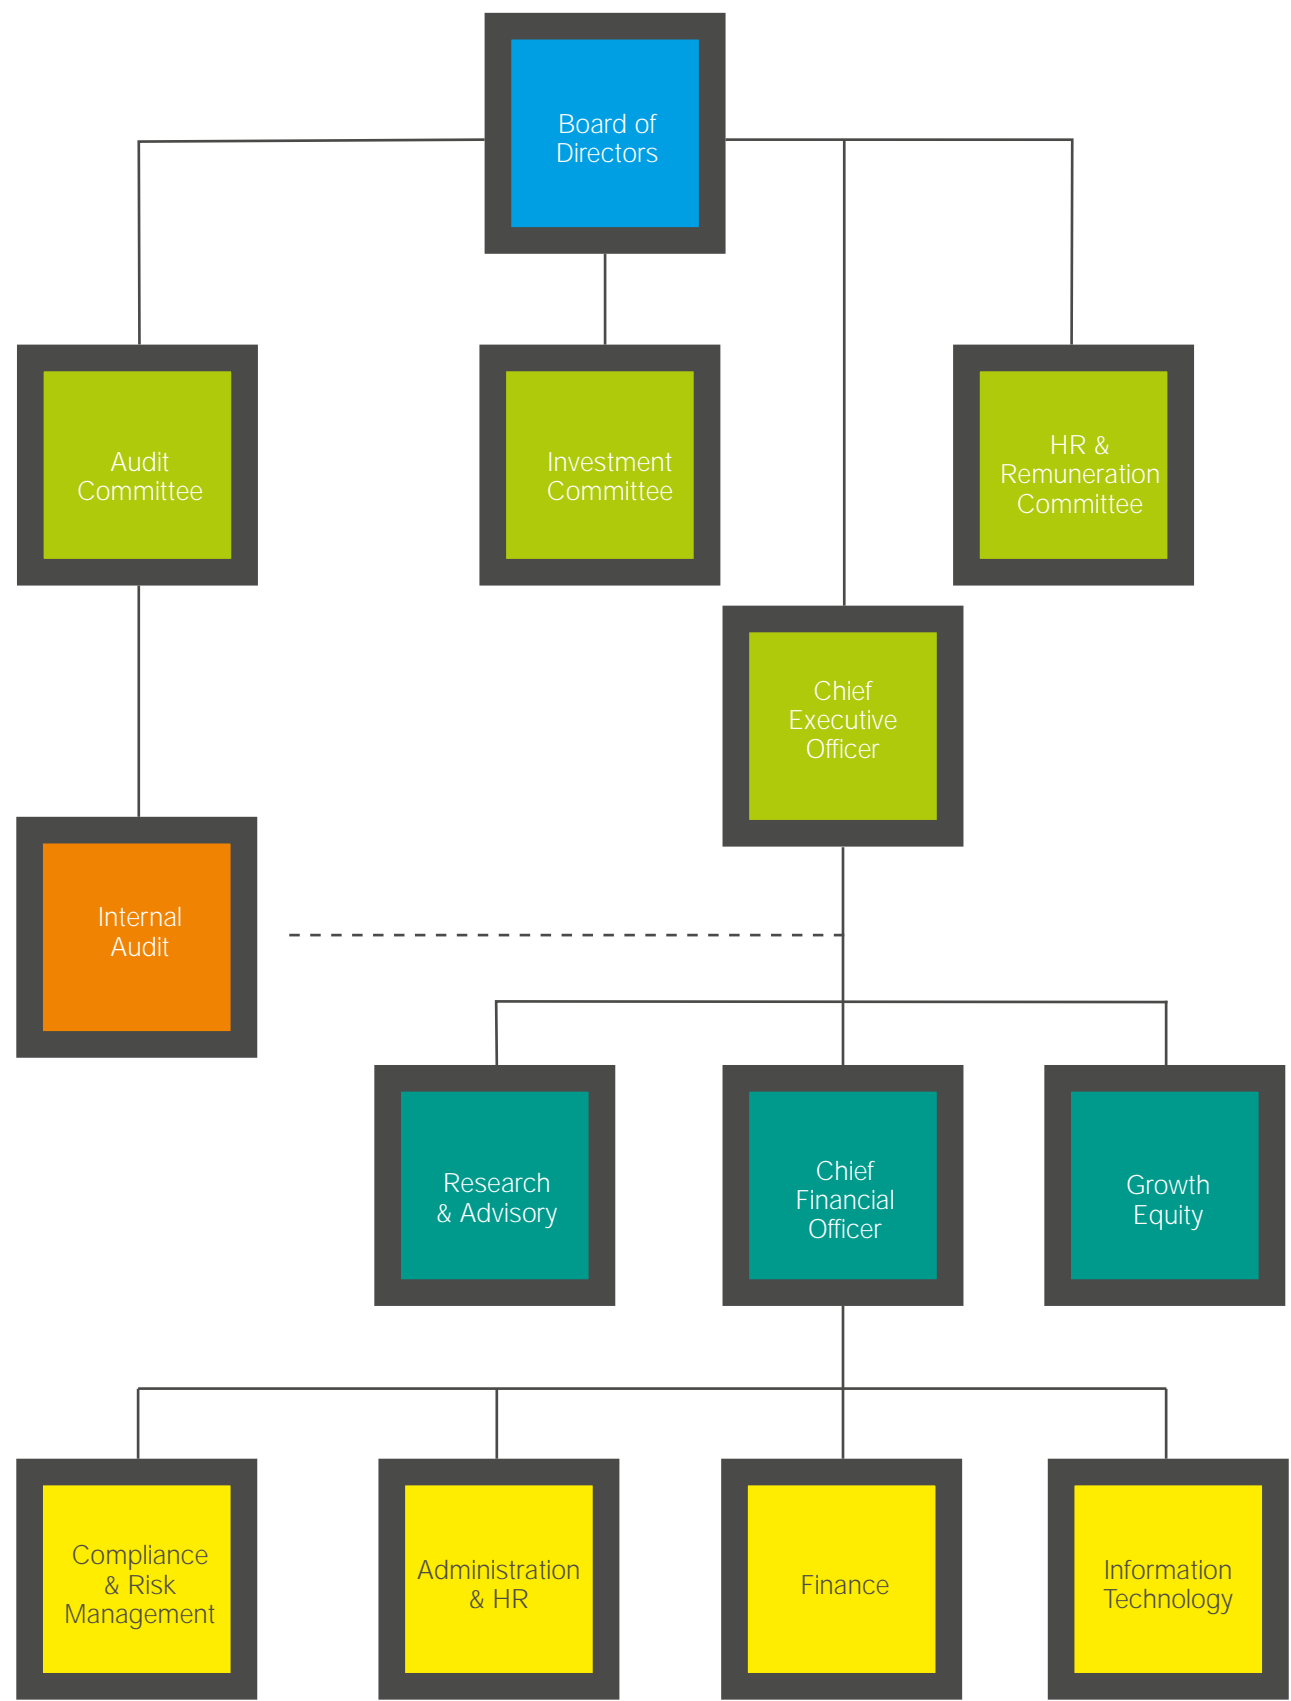 Board of
Directors
Audit
Committee
Investment
Committee
HR &
Remuneration
Committee
Chief
Executive
Officer
Internal
Audit
Research
& Advisory
Chief
Financial
Officer
Growth
Equity
Compliance
& Risk
Management
Administration
& HR
Finance
Information
Technology